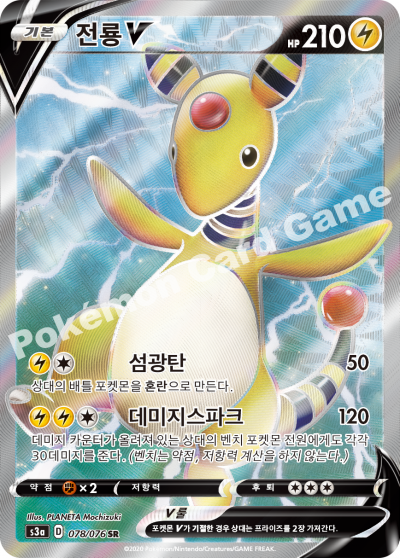 기본 전룡 V HP 210
Pokémon Card Game
섬광탄 50
상대의 배틀 포켓몬을 혼란으로 만든다.
데미지스파크 120
데미지 카운터가 올려져 있는 상대의 벤치 포켓몬 전원에게도 각각
30데미지를 준다. (벤치는 약점, 저항력 계산을 하지 않는다.)
약점 ×2 저항력 후퇴
Illus. PLANETA Mochizuki
V 룰
s3a D 078/076 SR
포켓몬 V가 기절한 경우 상대는 프라이즈를 2장 가져간다.
©2020 Pokémon/Nintendo/Creatures/GAME FREAK.